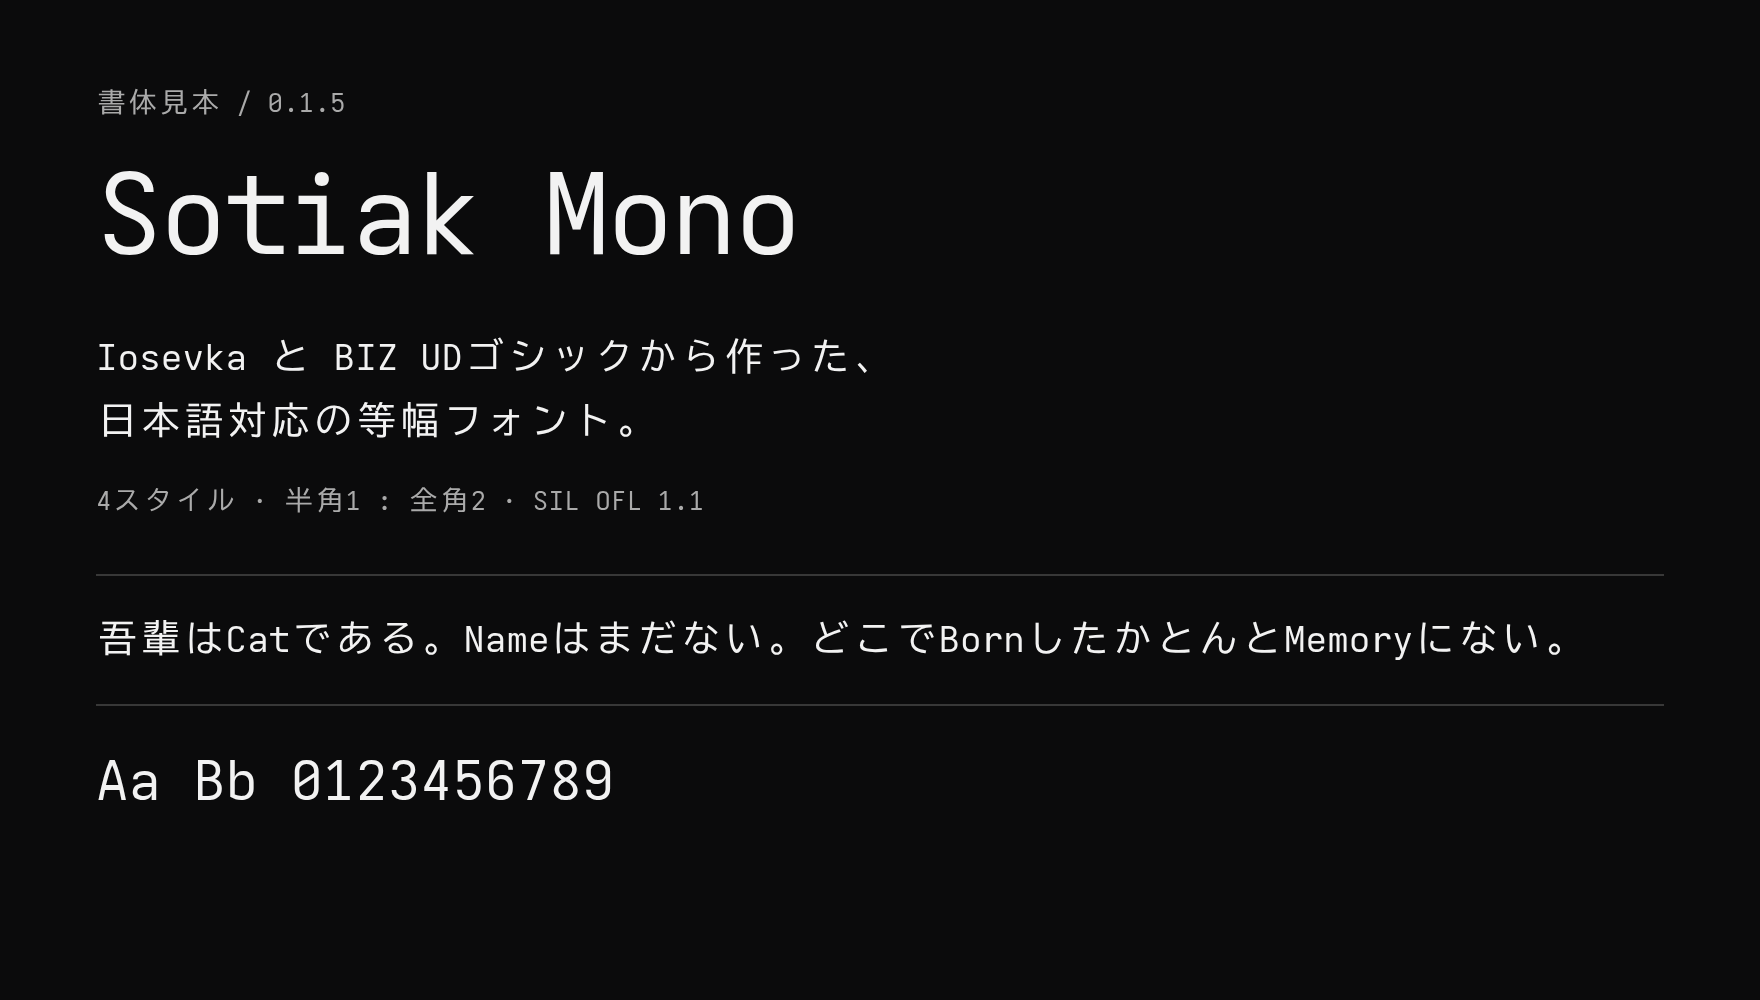 書体見本 / 0.1.5
Sotiak Mono
Iosevka と BIZ UDゴシックから作った、
日本語対応の等幅フォント。
4スタイル · 半角1 : 全角2 · SIL OFL 1.1
吾輩はCatである。Nameはまだない。どこでBornしたかとんとMemoryにない。
Aa Bb 0123456789